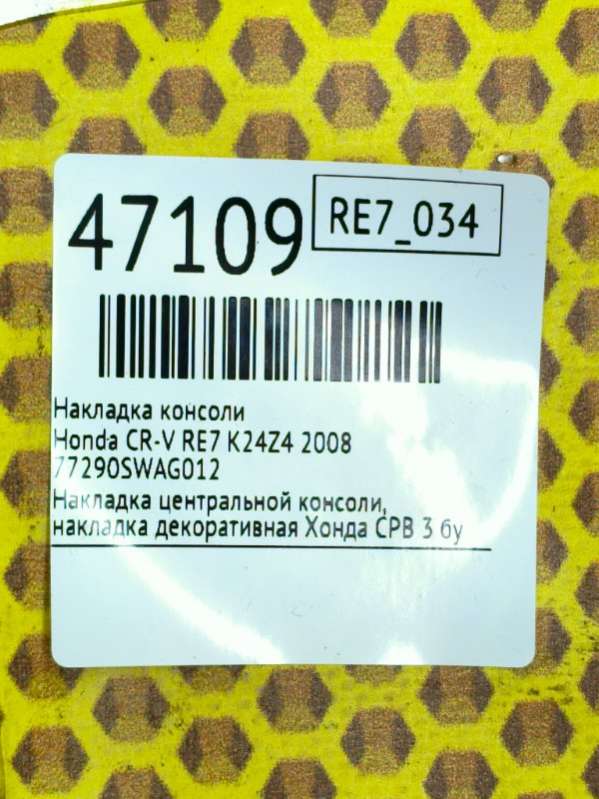 47109
RE7_034
Накладка консоли
Honda CR-V RE7 K24Z4 2008
77290SWAG012
Накладка центральной консоли,
накладка декоративная Хонда СРВ 3 бу